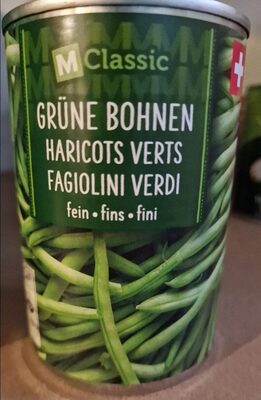 M Classic
GRÜNE BOHNEN
HARICOTS VERTS
FAGIOLINI VERDI
fein • fins • fini